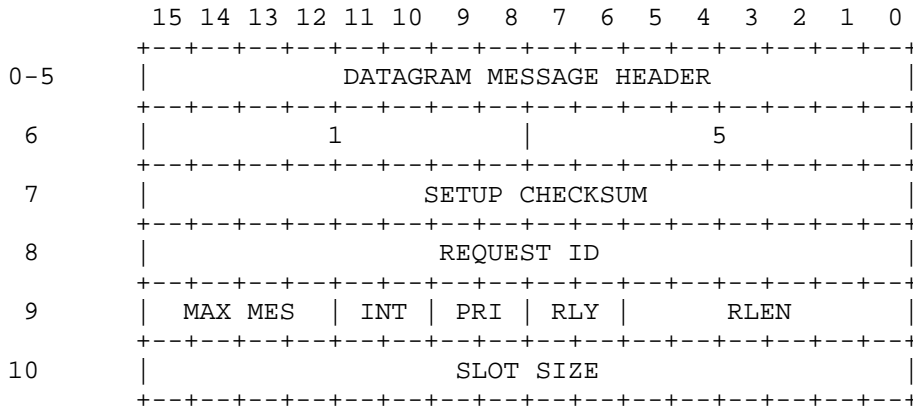 15 14 13 12 11 10 9 8 7 6 5 4 3 2 1 0
+--+--+--+--+--+--+--+--+--+--+--+--+--+--+--+--+
0-5 | DATAGRAM MESSAGE HEADER |
+--+--+--+--+--+--+--+--+--+--+--+--+--+--+--+--+
6 | 1 | 5 |
+--+--+--+--+--+--+--+--+--+--+--+--+--+--+--+--+
7 | SETUP CHECKSUM |
+--+--+--+--+--+--+--+--+--+--+--+--+--+--+--+--+
8 | REQUEST ID |
+--+--+--+--+--+--+--+--+--+--+--+--+--+--+--+--+
9 | MAX MES | INT | PRI | RLY | RLEN |
+--+--+--+--+--+--+--+--+--+--+--+--+--+--+--+--+
10 | SLOT SIZE |
+--+--+--+--+--+--+--+--+--+--+--+--+--+--+--+--+